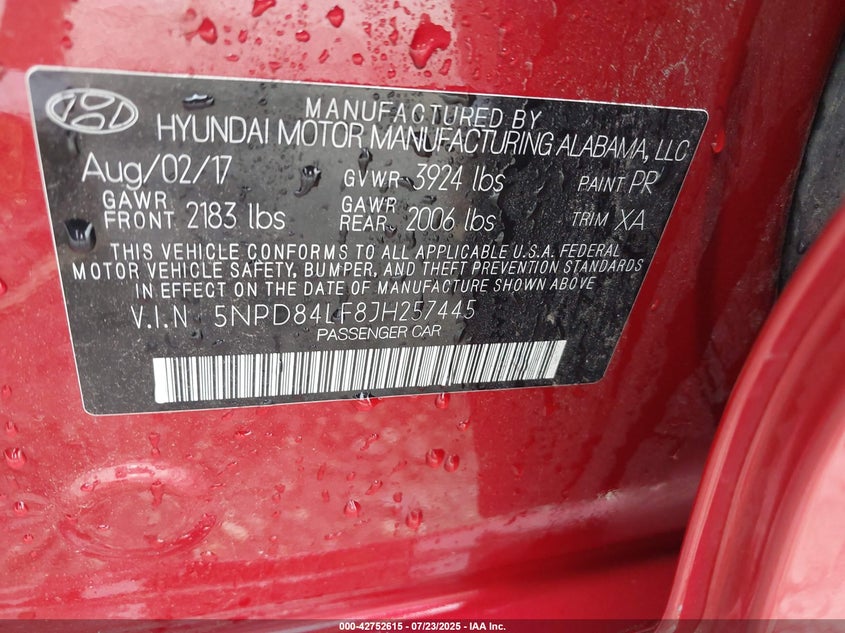 MANUFACTURED BY
HYUNDAI MOTOR MANUFACTURING ALABAMA, LLC
Aug/02/17 GVWR 3924 lbs PAINT PR
GAWR FRONT 2183 lbs GAWR REAR 2006 lbs TRIM XA
THIS VEHICLE CONFORMS TO ALL APPLICABLE U.S.A. FEDERAL
MOTOR VEHICLE SAFETY, BUMPER, AND THEFT PREVENTION STANDARDS
IN EFFECT ON THE DATE OF MANUFACTURE SHOWN ABOVE
V.I.N 5NPD84LF8JH257445
PASSENGER CAR
000-42752615 - 07/23/2025 - IAA Inc.